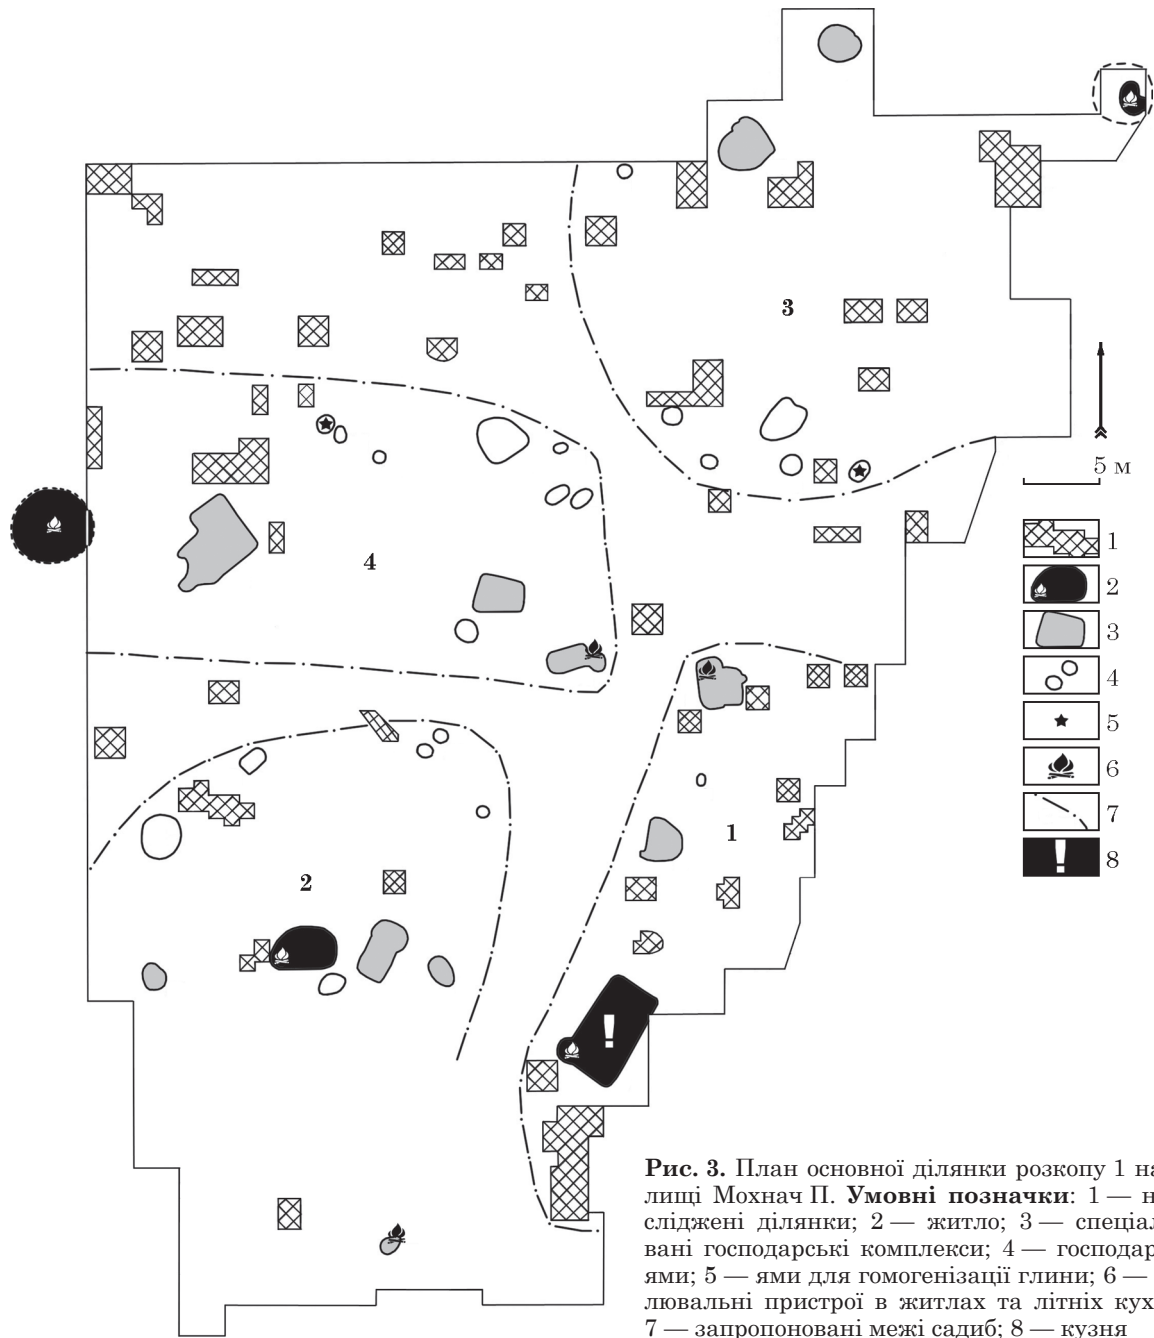 3
5 м
1
2
4
3
4
5
6
1
7
8
2
Рис. 3. План основної ділянки розкопу 1 на
лищі Мохнач П. Умовні позначки: 1 — н
сліджені ділянки; 2 — житло; 3 — спеціал
вані господарські комплекси; 4 — господар
ями; 5 — ями для гомогенізації глини; 6 —
лювальні пристрої в житлах та літніх кух
7 — запропоновані межі садиб; 8 — кузня